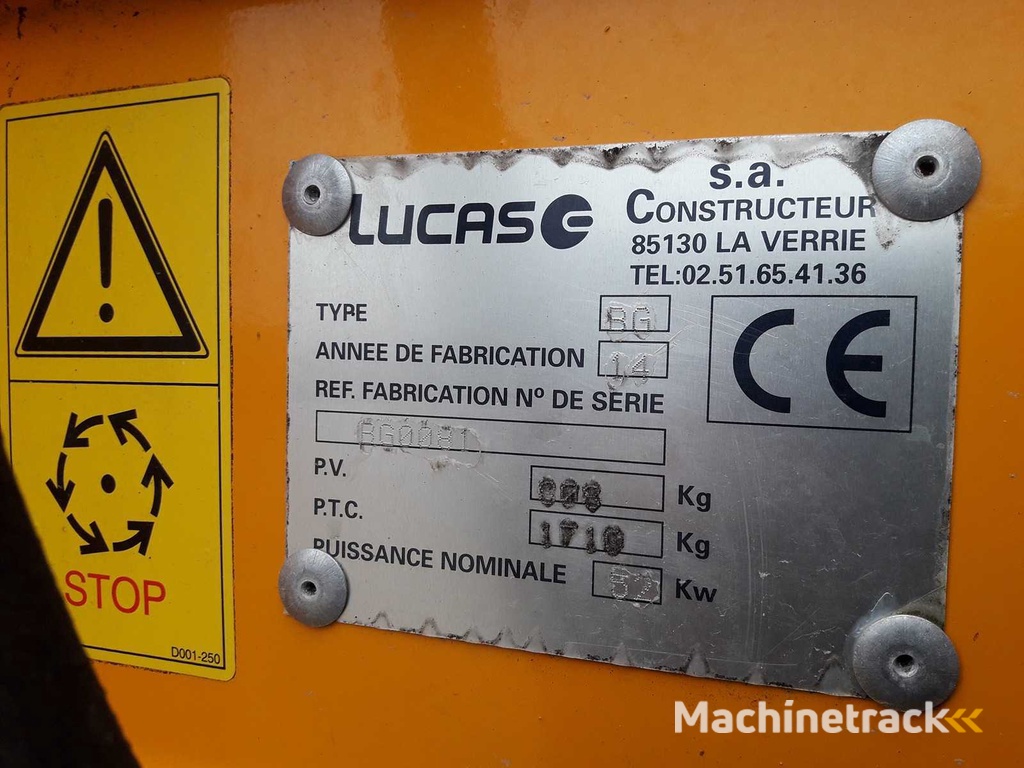 STOP
D001-250
LUCAS G
s.a.
CONSTRUCTEUR
85130 LA VERRIE
TEL:02.51.65.41.36
TYPE BG
ANNEE DE FABRICATION 14
REF. FABRICATION Nº DE SERIE
BG0081
P.V. Kg
P.T.C. 1710 Kg
PUISSANCE NOMINALE Kw
CE
Machinetrack